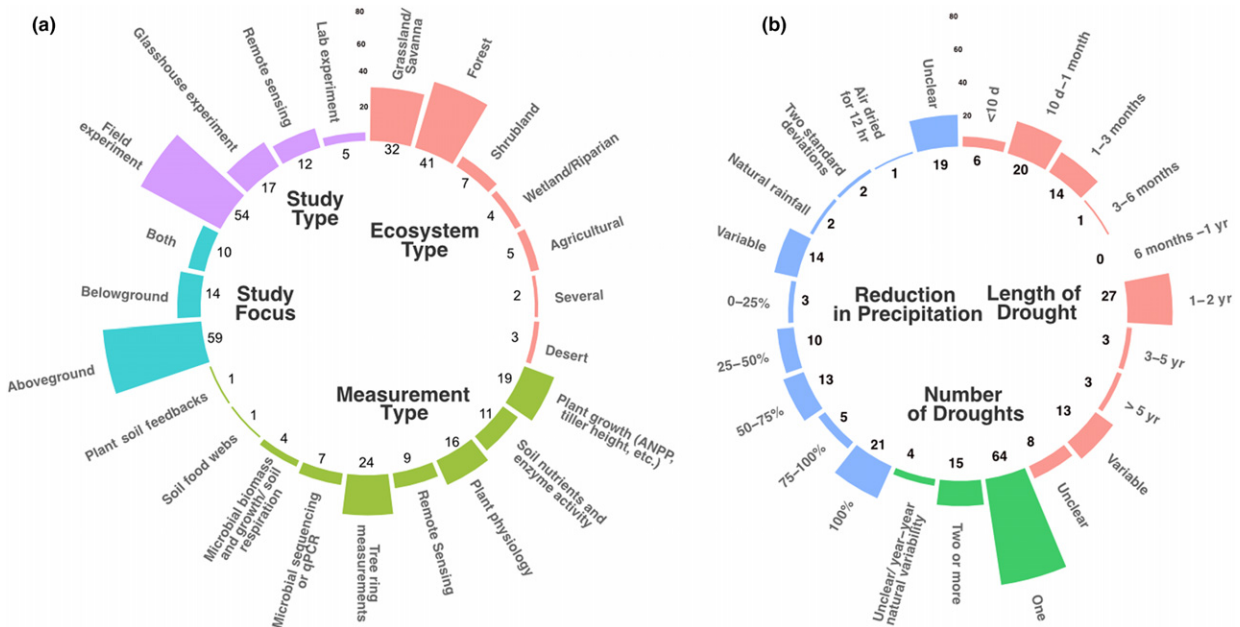 (a)
80
60
40
20
Grassland/
Savanna
32
Forest
41
Shrubland
7
Wetland/Riparian
4
Agricultural
5
Several
2
Desert
3
Ecosystem
Type
Plant growth (ANPP,
tiller height, etc.)
19
Soil nutrients and
enzyme activity
11
Plant physiology
16
Remote Sensing
9
Tree ring
measurements
24
Microbial sequencing
or qPCR
7
Microbial biomass
and growth/ soil
respiration
4
Soil food webs
1
Plant soil feedbacks
1
Measurement
Type
Aboveground
59
Belowground
14
Both
10
Study
Focus
Field
experiment
54
Glasshouse experiment
17
Remote sensing
12
Lab experiment
5
Study
Type
(b)
80
60
40
20
<10 d
6
10 d–1 month
20
1–3 months
14
3–6 months
1
6 months –1 yr
0
1–2 yr
27
3–5 yr
3
> 5 yr
3
Variable
13
Unclear
8
Length of
Drought
One
64
Two or more
15
Unclear/ year–year
natural variability
4
Number
of Droughts
100%
21
75–100%
5
50–75%
13
25–50%
10
0–25%
3
Variable
14
Natural rainfall
2
Two standard
deviations
2
Air dried
for 12 hr
1
Unclear
19
Reduction
in Precipitation